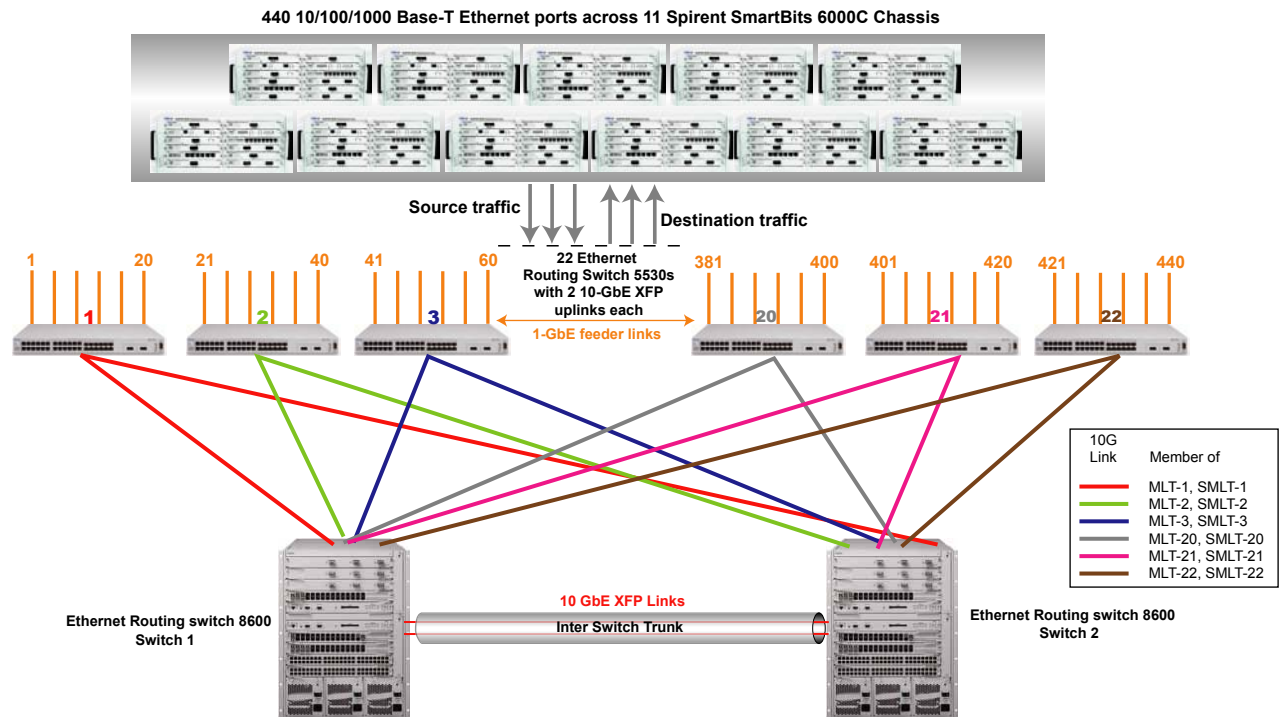 440 10/100/1000 Base-T Ethernet ports across 11 Spirent SmartBits 6000C Chassis
Source traffic
Destination traffic
1
20
21
40
41
60
22 Ethernet
Routing Switch 5530s
with 2 10-GbE XFP
uplinks each
381
400
401
420
421
440
1
2
3
1-GbE feeder links
20
21
22
10G
Link
Member of
MLT-1, SMLT-1
MLT-2, SMLT-2
MLT-3, SMLT-3
MLT-20, SMLT-20
MLT-21, SMLT-21
MLT-22, SMLT-22
Ethernet Routing switch 8600
Switch 1
10 GbE XFP Links
Inter Switch Trunk
Ethernet Routing switch 8600
Switch 2